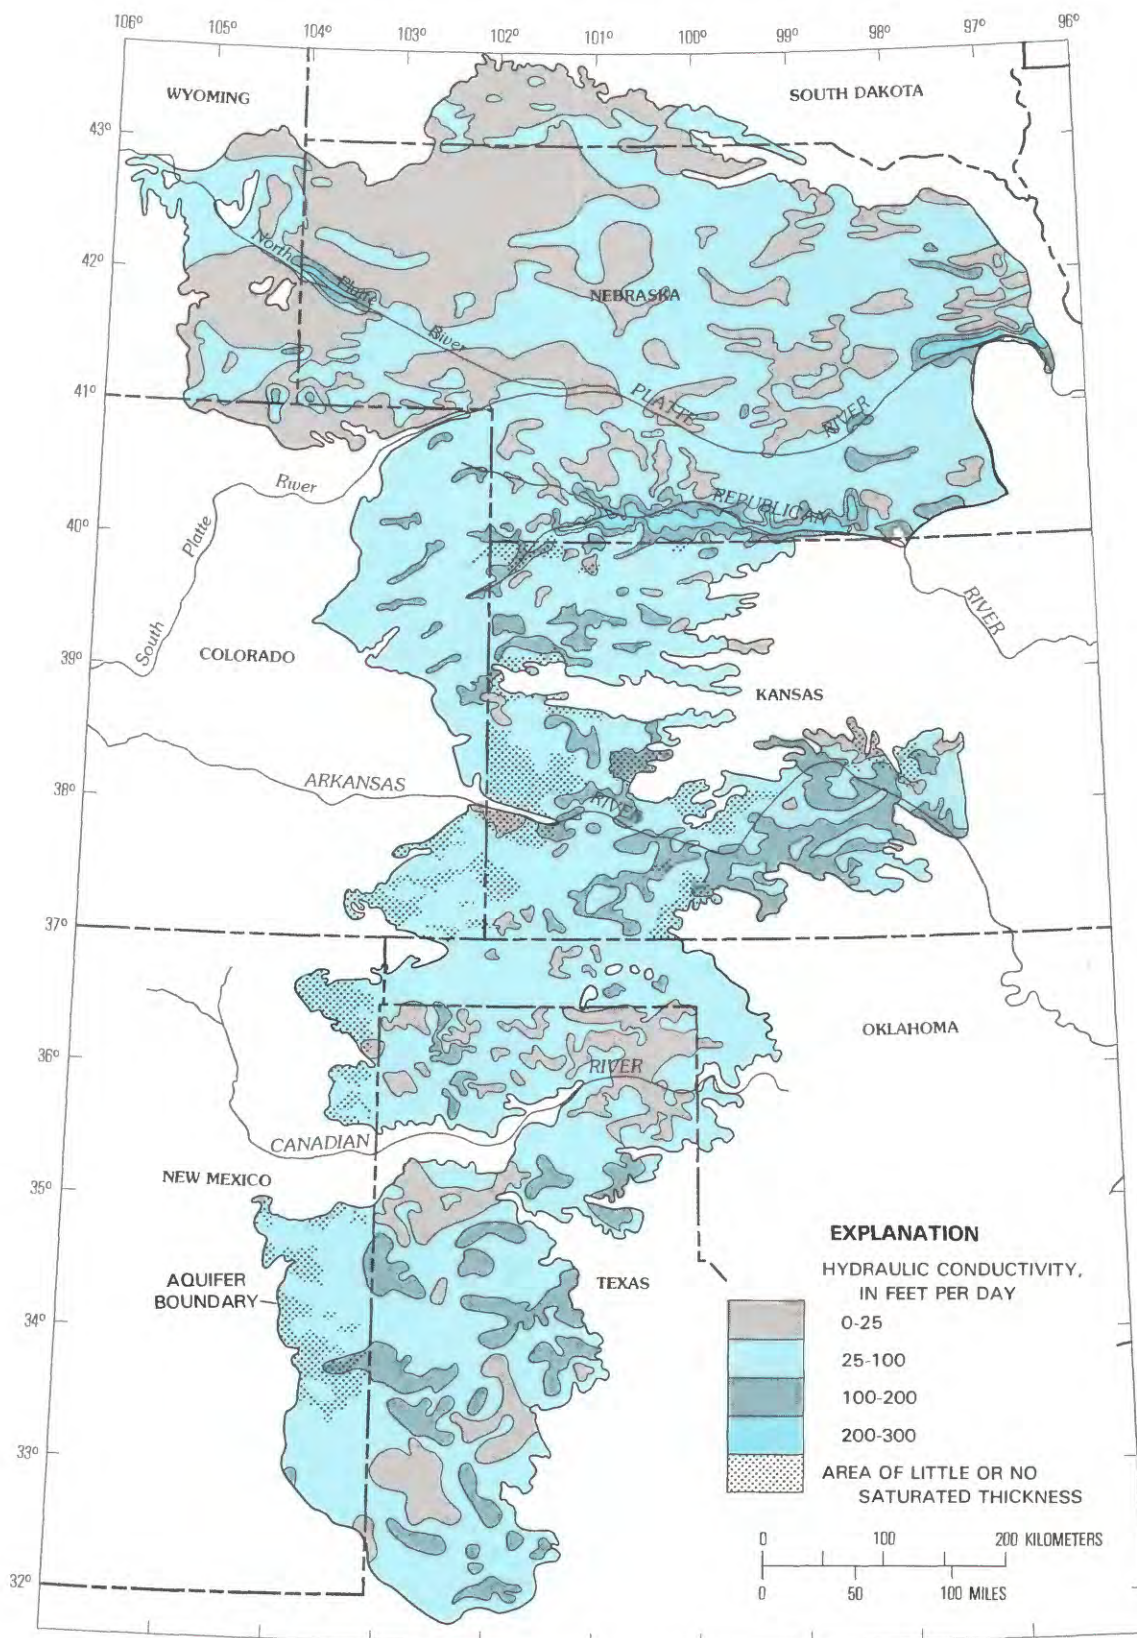 106° 105° 104° 103° 102° 101° 100° 99° 98° 97° 96°
WYOMING
SOUTH DAKOTA
43°
42°
North Platte River
NEBRASKA
41°
PLATTE RIVER
South Platte River
REPUBLICAN RIVER
40°
COLORADO
39°
KANSAS
ARKANSAS RIVER
38°
37°
OKLAHOMA
36°
CANADIAN RIVER
NEW MEXICO
35°
AQUIFER
BOUNDARY
TEXAS
34°
33°
32°
EXPLANATION
HYDRAULIC CONDUCTIVITY,
IN FEET PER DAY
0-25
25-100
100-200
200-300
AREA OF LITTLE OR NO
SATURATED THICKNESS
0 100 200 KILOMETERS
0 50 100 MILES